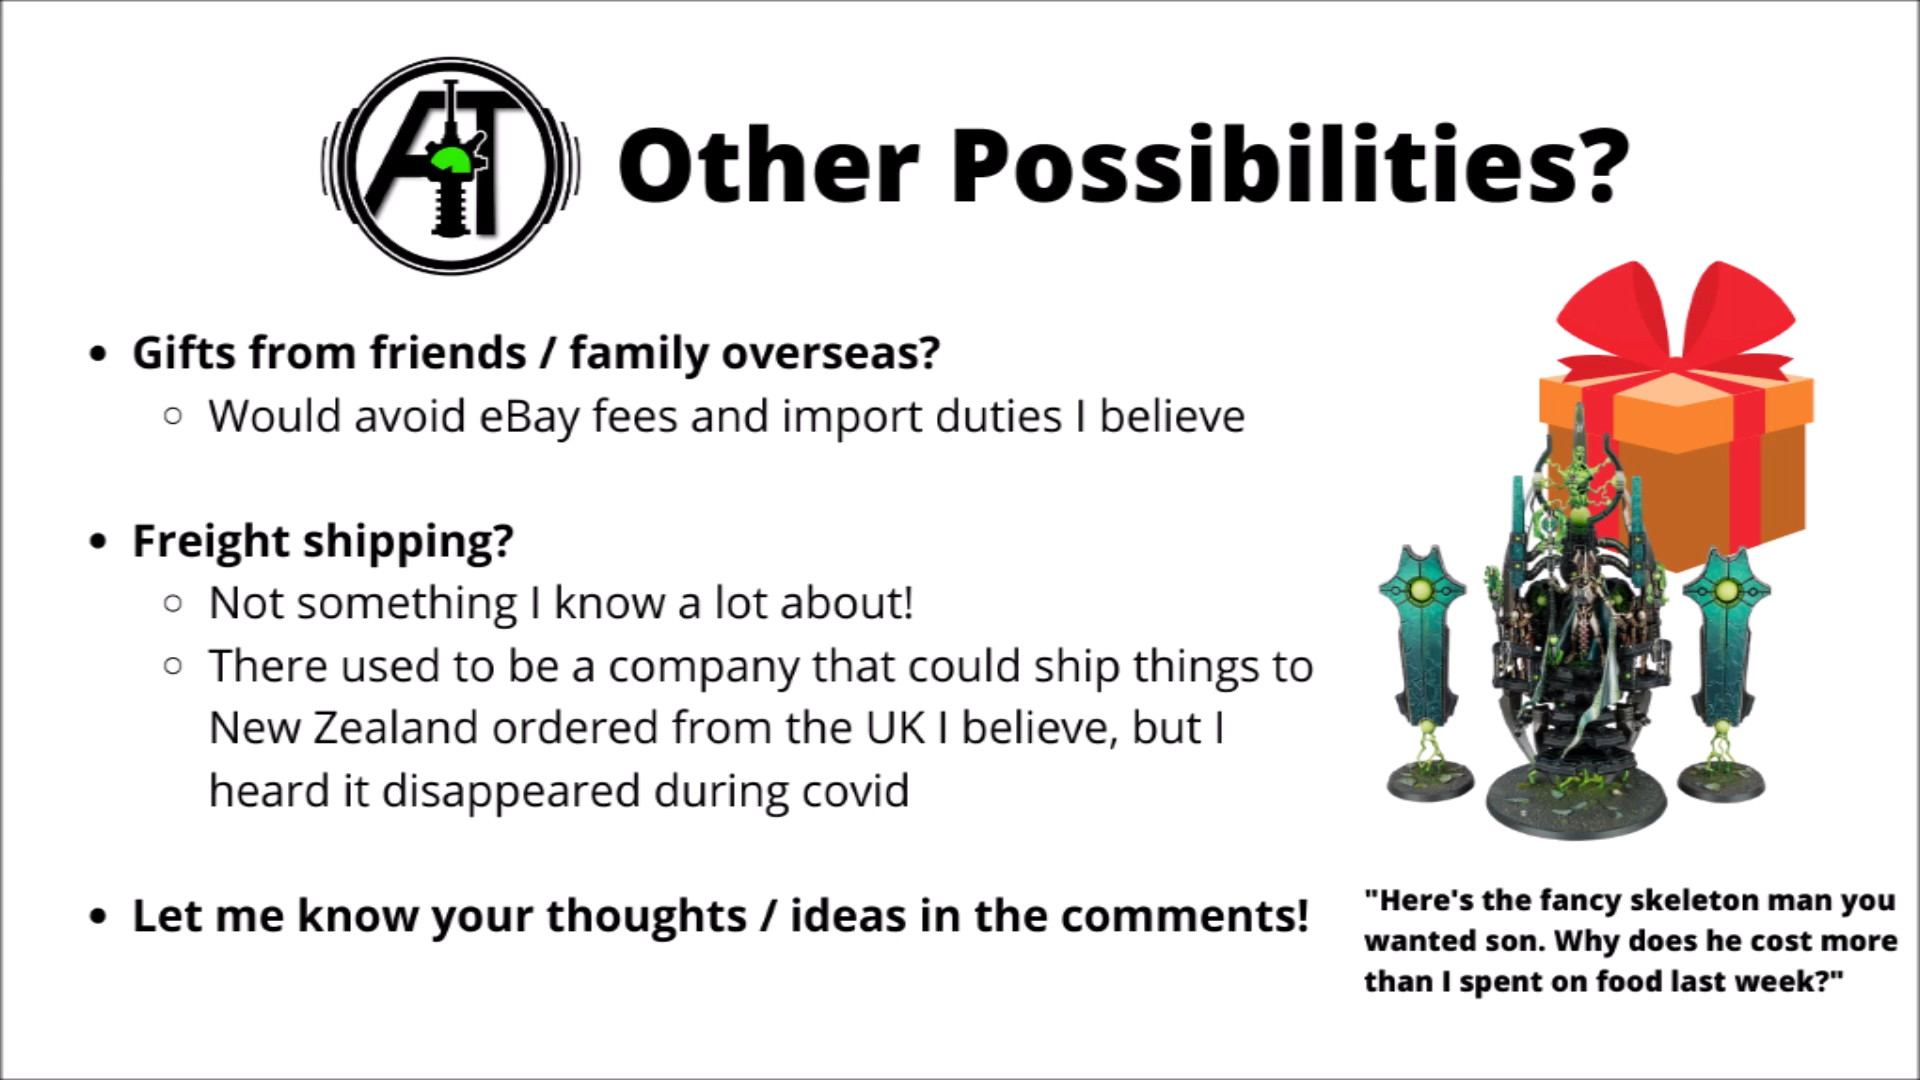 AT
Other Possibilities?
Gifts from friends / family overseas?
Would avoid eBay fees and import duties I believe
Freight shipping?
Not something I know a lot about!
There used to be a company that could ship things to
New Zealand ordered from the UK I believe, but I
heard it disappeared during covid
Let me know your thoughts / ideas in the comments!
"Here's the fancy skeleton man you
wanted son. Why does he cost more
than I spent on food last week?"